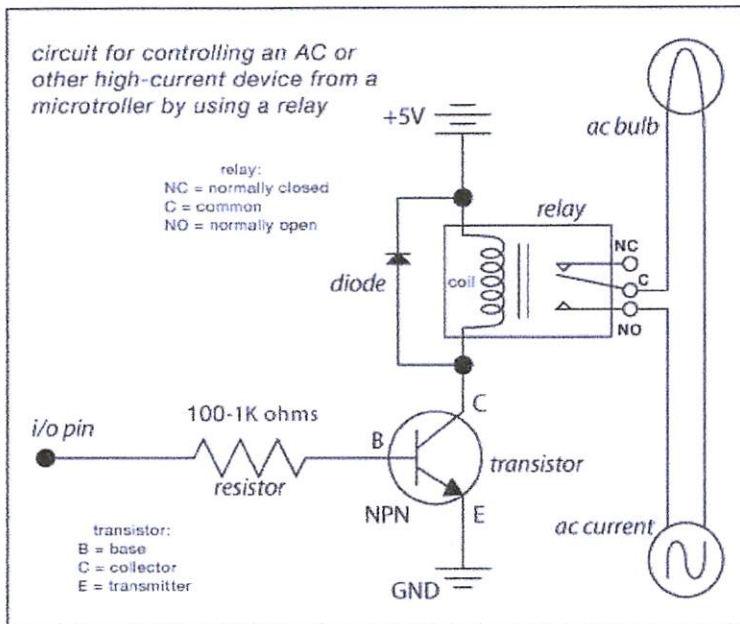 circuit for controlling an AC or
other high-current device from a
microtroller by using a relay
+5V
ac bulb
relay:
NC = normally closed
C = common
NO = normally open
relay
NC
C
NO
diode
coil
C
100-1K ohms
i/o pin
B
resistor
transistor
NPN
E
transistor:
B = base
C = collector
E = transmitter
GND
ac current